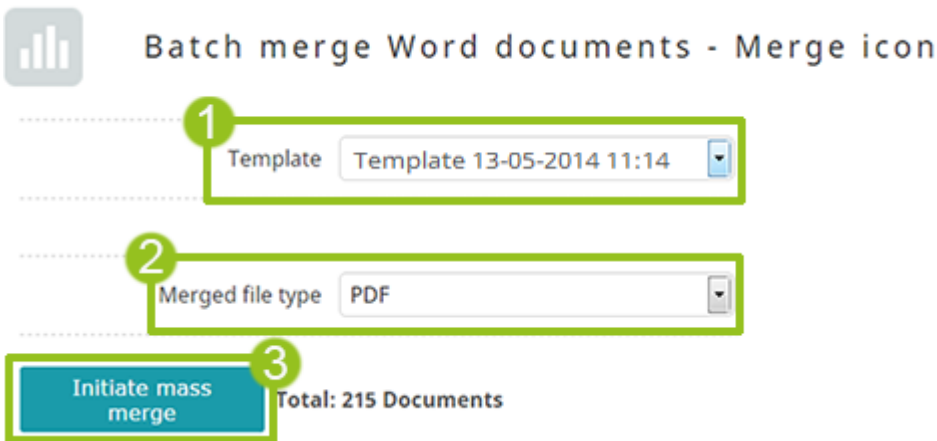 Batch merge Word documents - Merge icon
1
Template Template 13-05-2014 11:14
2
Merged file type PDF
3
Initiate mass
merge
Total: 215 Documents